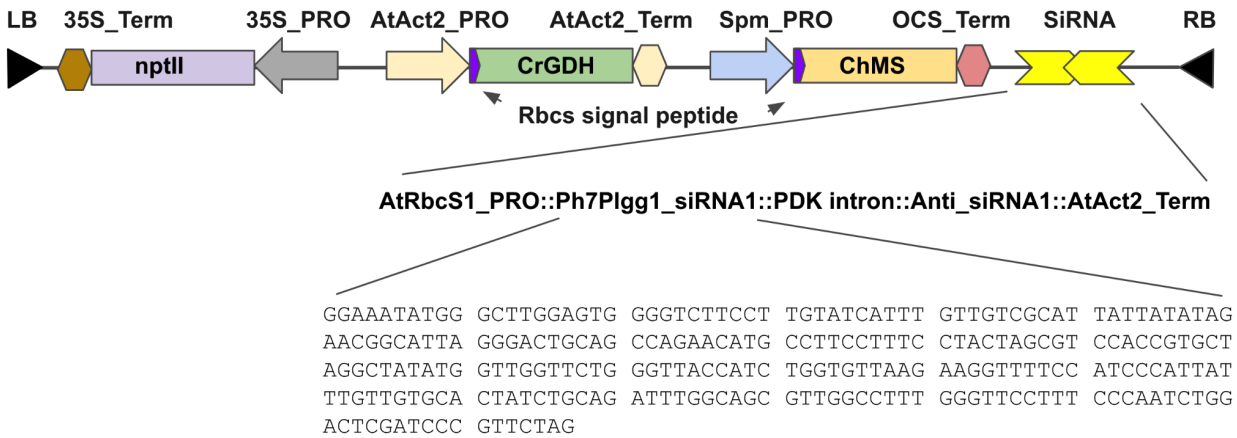 LB 35S_Term 35S_PRO AtAct2_PRO AtAct2_Term Spm_PRO OCS_Term SiRNA RB
nptII CrGDH ChMS
Rbcs signal peptide
AtRbcS1_PRO::Ph7Plgg1_siRNA1::PDK intron::Anti_siRNA1::AtAct2_Term
GGAAATATGG GCTTGGAGTG GGGTCTTCCT TGTATCATTT GTTGTCGCAT TATTATATAG
AACGGCATTA GGGACTGCAG CCAGAACATG CCTTCCTTTC CTACTAGCGT CCACCGTGCT
AGGCTATATG GTTGGTTCTG GGTTACCATC TGGTGTTAAG AAGGTTTTCC ATCCCATTAT
TTGTTGTGCA CTATCTGCAG ATTTGGCAGC GTTGGCCTTT GGGTTCCTTT CCCAATCTGG
ACTCGATCCC GTTCTAG